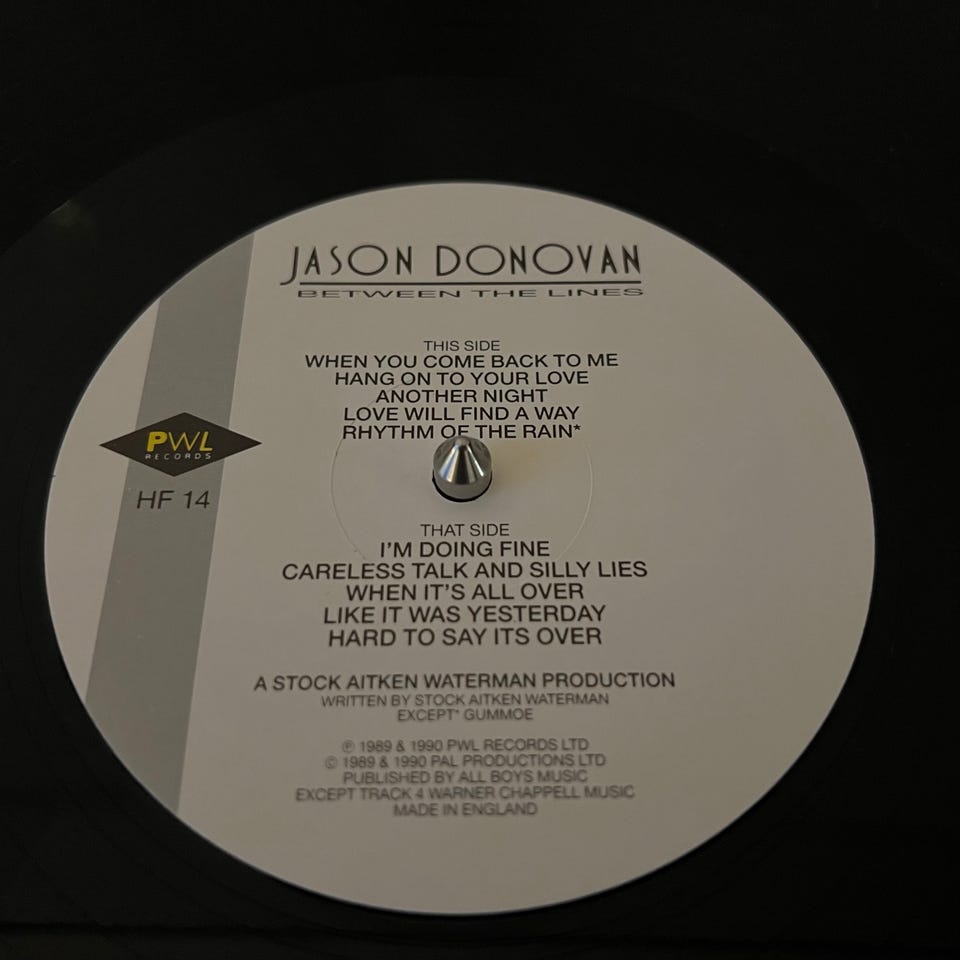 JASON DONOVAN
BETWEEN THE LINES
THIS SIDE
WHEN YOU COME BACK TO ME
HANG ON TO YOUR LOVE
ANOTHER NIGHT
LOVE WILL FIND A WAY
RHYTHM OF THE RAIN*
PWL
RECORDS
HF 14
THAT SIDE
I'M DOING FINE
CARELESS TALK AND SILLY LIES
WHEN IT'S ALL OVER
LIKE IT WAS YESTERDAY
HARD TO SAY ITS OVER
A STOCK AITKEN WATERMAN PRODUCTION
WRITTEN BY STOCK AITKEN WATERMAN
EXCEPT* GUMMOE
℗ 1989 & 1990 PWL RECORDS LTD
© 1989 & 1990 PAL PRODUCTIONS LTD
PUBLISHED BY ALL BOYS MUSIC
EXCEPT TRACK 4 WARNER CHAPPELL MUSIC
MADE IN ENGLAND